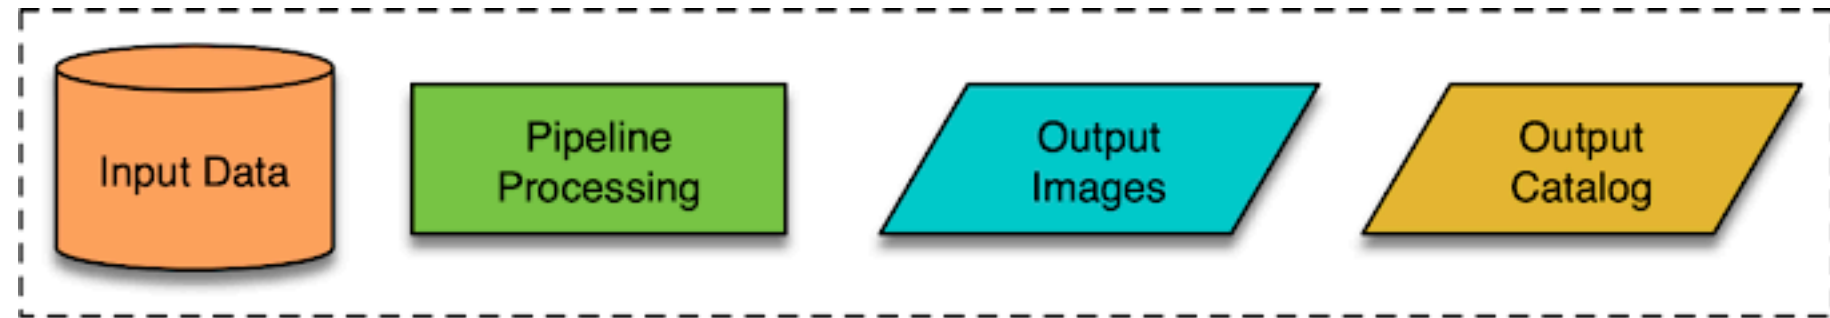 Input Data
Pipeline
Processing
Output
Images
Output
Catalog